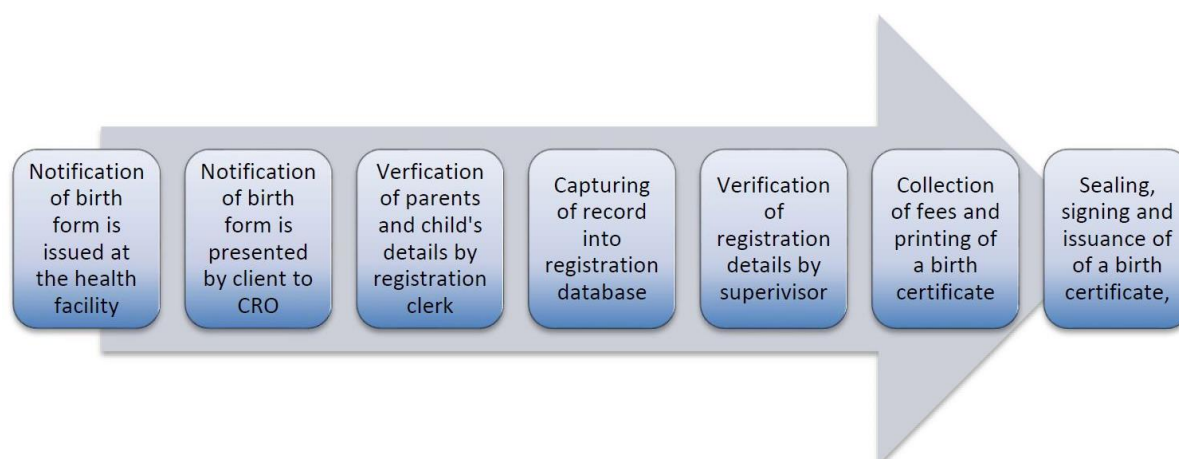 Notification
of birth
form is
issued at
the health
facility
Notification
of birth
form is
presented
by client to
CRO
Verfication
of parents
and child's
details by
registration
clerk
Capturing
of record
into
registration
database
Verification
of
registration
details by
superivisor
Collection
of fees and
printing of
a birth
certificate
Sealing,
signing and
issuance of
of a birth
certificate,